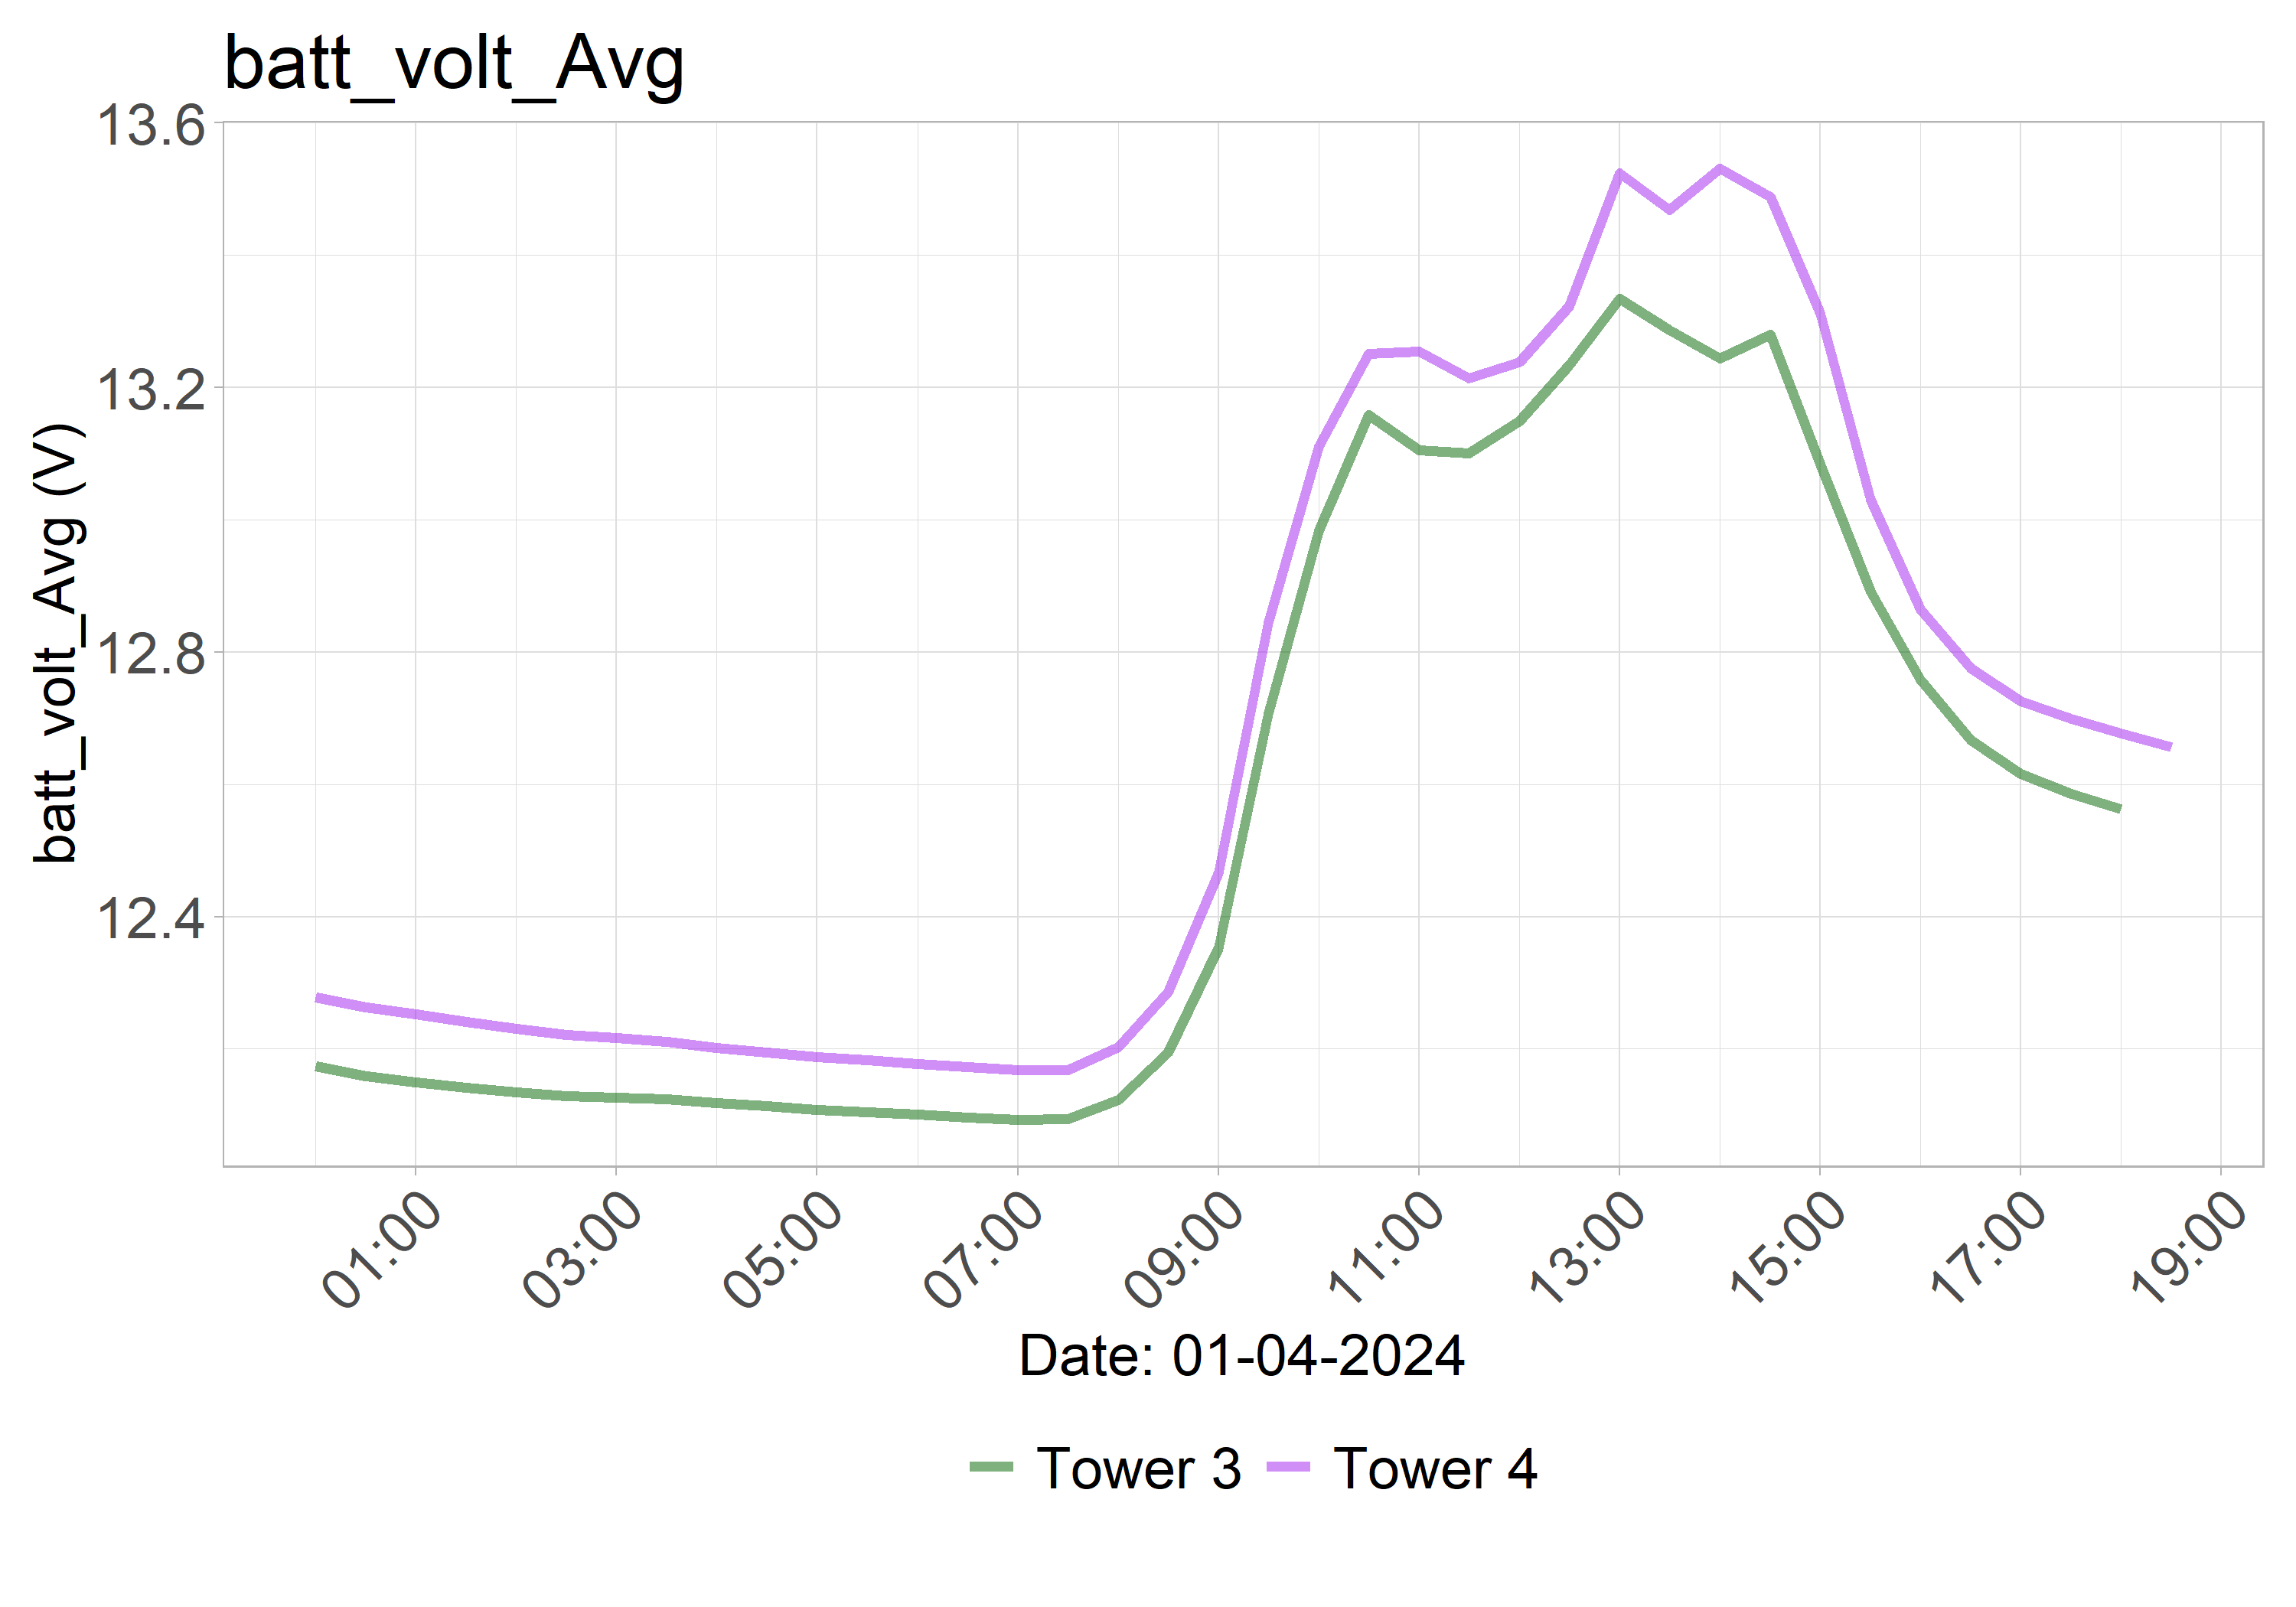 batt_volt_Avg
13.6
13.2
12.8
12.4
batt_volt_Avg (V)
01:00 03:00 05:00 07:00 09:00 11:00 13:00 15:00 17:00 19:00
Date: 01-04-2024
Tower 3 Tower 4